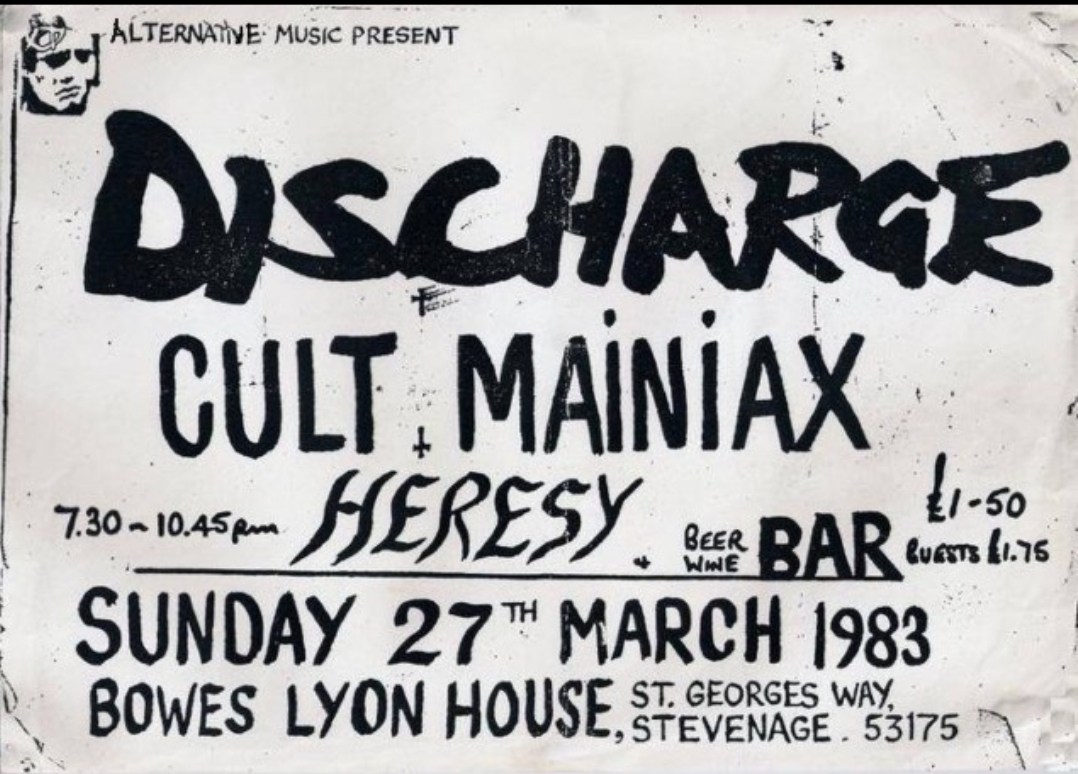 ALTERNATIVE MUSIC PRESENT
DISCHARGE
CULT MAINIAX
HERESY
7.30 - 10.45pm
+ BEER WINE BAR
£1-50
GUESTS £1.75
SUNDAY 27TH MARCH 1983
BOWES LYON HOUSE, ST. GEORGES WAY,
STEVENAGE. 53175